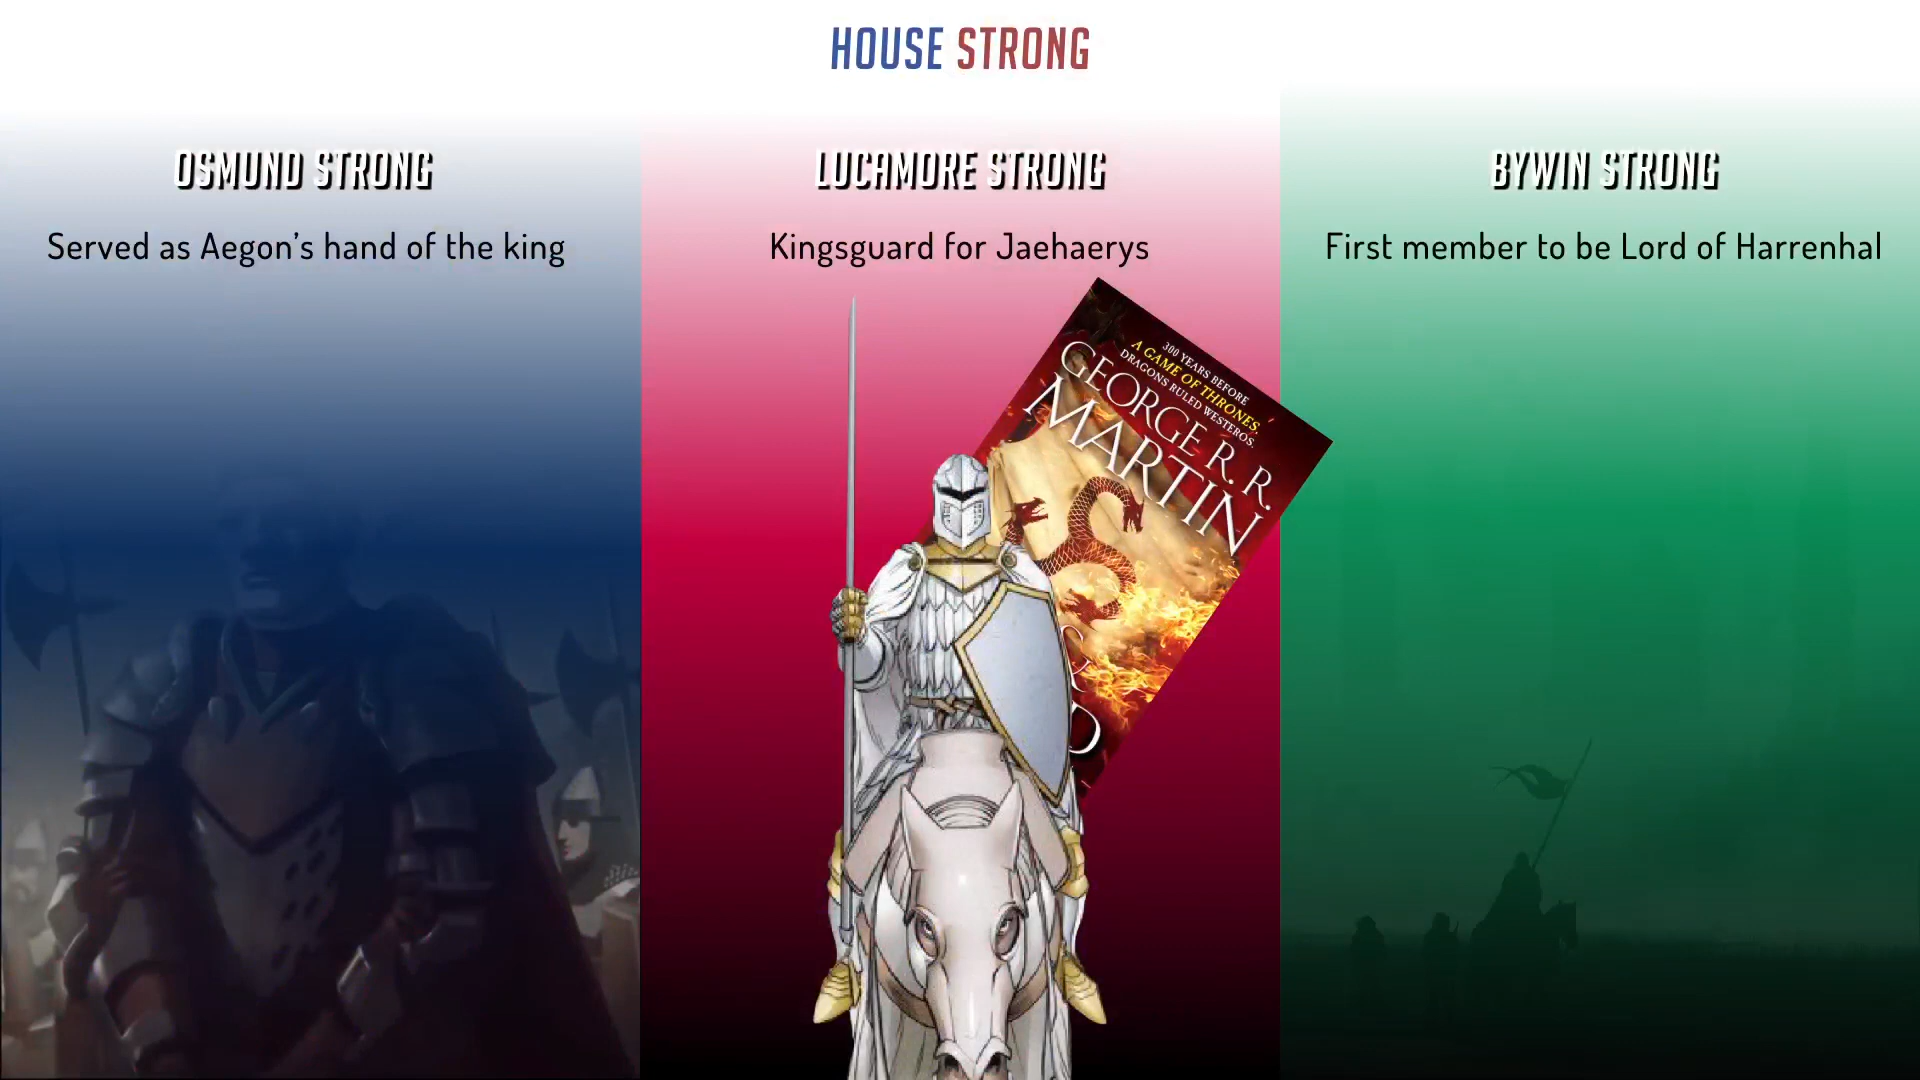 HOUSE STRONG
OSMUND STRONG
Served as Aegon's hand of the king
LUCAMORE STRONG
Kingsguard for Jaehaerys
BYWIN STRONG
First member to be Lord of Harrenhal
300 YEARS BEFORE
A GAME OF THRONES,
DRAGONS RULED WESTEROS.
GEORGE R. R.
MARTIN
D